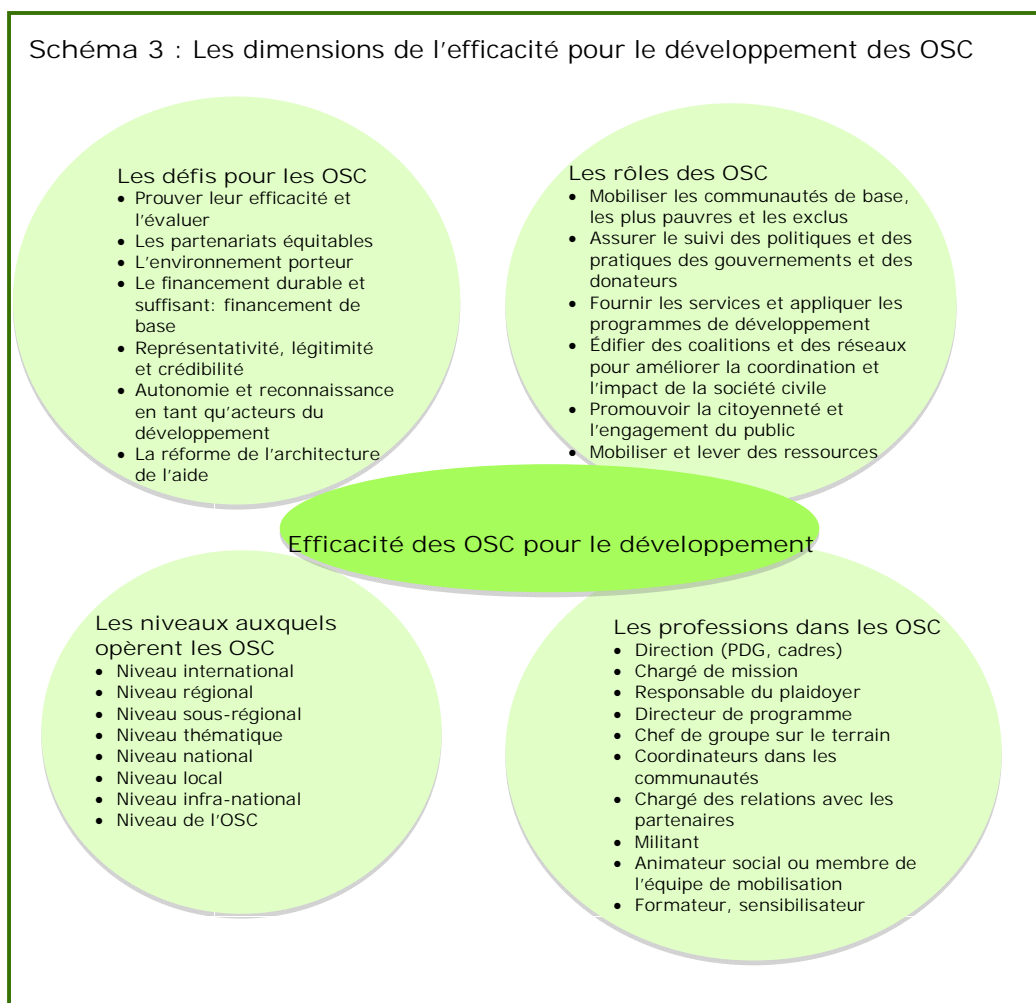 Schéma 3 : Les dimensions de l'efficacité pour le développement des OSC
Les défis pour les OSC
• Prouver leur efficacité et
l'évaluer
• Les partenariats équitables
• L'environnement porteur
• Le financement durable et
suffisant: financement de
base
• Représentativité, légitimité
et crédibilité
• Autonomie et reconnaissance
en tant qu'acteurs du
développement
• La réforme de l'architecture
de l'aide
Les rôles des OSC
• Mobiliser les communautés de base,
les plus pauvres et les exclus
• Assurer le suivi des politiques et des
pratiques des gouvernements et des
donateurs
• Fournir les services et appliquer les
programmes de développement
• Édifier des coalitions et des réseaux
pour améliorer la coordination et
l'impact de la société civile
• Promouvoir la citoyenneté et
l'engagement du public
• Mobiliser et lever des ressources
Efficacité des OSC pour le développement
Les niveaux auxquels
opèrent les OSC
• Niveau international
• Niveau régional
• Niveau sous-régional
• Niveau thématique
• Niveau national
• Niveau local
• Niveau infra-national
• Niveau de l'OSC
Les professions dans les OSC
• Direction (PDG, cadres)
• Chargé de mission
• Responsable du plaidoyer
• Directeur de programme
• Chef de groupe sur le terrain
• Coordinateurs dans les
communautés
• Chargé des relations avec les
partenaires
• Militant
• Animateur social ou membre de
l'équipe de mobilisation
• Formateur, sensibilisateur